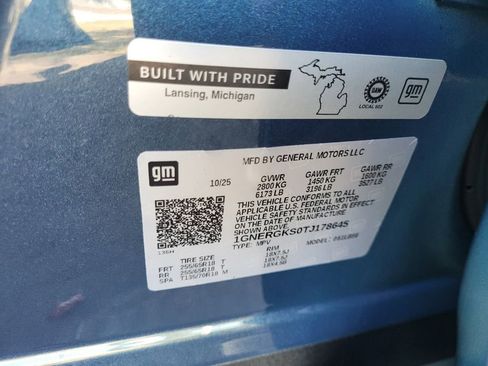 BUILT WITH PRIDE
Lansing, Michigan
UAW
LOCAL 602
gm
gm
MFD BY GENERAL MOTORS LLC
10/25
GVWR GAWR FRT GAWR RR
2800 KG 1450 KG 1600 KG
6173 LB 3196 LB 3527 LB
THIS VEHICLE CONFORMS TO ALL
APPLICABLE U.S. FEDERAL MOTOR
VEHICLE SAFETY STANDARDS IN EFFECT
ON THE DATE OF MANUFACTURE
SHOWN ABOVE.
1GNERGKS0TJ178645
TYPE: MPV MODEL:
TIRE SIZE RIM
FRT 255/65R18 T 18X7.5J
RR 255/65R18 T 18X7.5J
SPA T135/70R18 M 18X4.5B